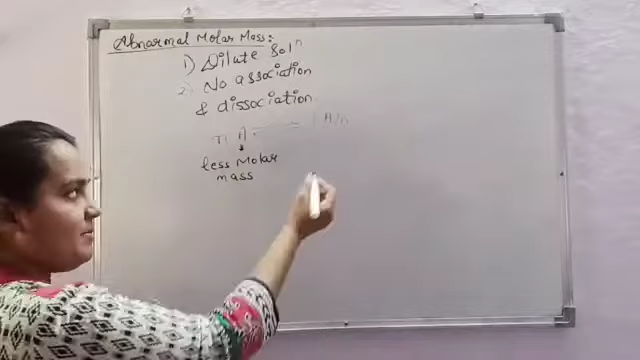 Abnormal Molar Mass:
1) Dilute Solⁿ
2) No association
& dissociation.
n A ⇌ (A)n
less Molar
mass